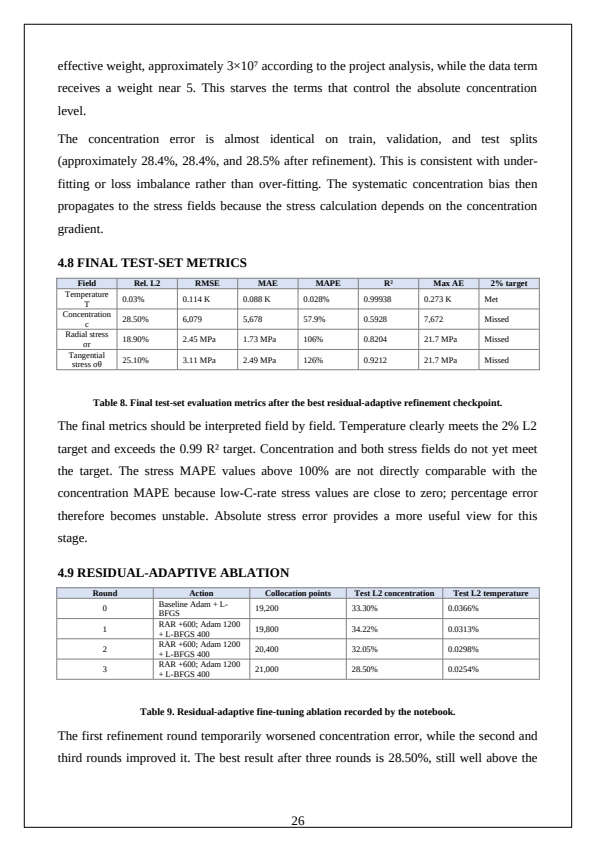 effective weight, approximately 3×10⁷ according to the project analysis, while the data term
receives a weight near 5. This starves the terms that control the absolute concentration
level.
The concentration error is almost identical on train, validation, and test splits
(approximately 28.4%, 28.4%, and 28.5% after refinement). This is consistent with under-
fitting or loss imbalance rather than over-fitting. The systematic concentration bias then
propagates to the stress fields because the stress calculation depends on the concentration
gradient.
4.8 FINAL TEST-SET METRICS
Field Rel. L2 RMSE MAE MAPE R² Max AE 2% target
Temperature T 0.03% 0.114 K 0.088 K 0.028% 0.99938 0.273 K Met
Concentration c 28.50% 6,079 5,678 57.9% 0.5928 7,672 Missed
Radial stress σr 18.90% 2.45 MPa 1.73 MPa 106% 0.8204 21.7 MPa Missed
Tangential stress σθ 25.10% 3.11 MPa 2.49 MPa 126% 0.9212 21.7 MPa Missed
Table 8. Final test-set evaluation metrics after the best residual-adaptive refinement checkpoint.
The final metrics should be interpreted field by field. Temperature clearly meets the 2% L2
target and exceeds the 0.99 R² target. Concentration and both stress fields do not yet meet
the target. The stress MAPE values above 100% are not directly comparable with the
concentration MAPE because low-C-rate stress values are close to zero; percentage error
therefore becomes unstable. Absolute stress error provides a more useful view for this
stage.
4.9 RESIDUAL-ADAPTIVE ABLATION
Round Action Collocation points Test L2 concentration Test L2 temperature
0 Baseline Adam + L-BFGS 19,200 33.30% 0.0366%
1 RAR +600; Adam 1200 + L-BFGS 400 19,800 34.22% 0.0313%
2 RAR +600; Adam 1200 + L-BFGS 400 20,400 32.05% 0.0298%
3 RAR +600; Adam 1200 + L-BFGS 400 21,000 28.50% 0.0254%
Table 9. Residual-adaptive fine-tuning ablation recorded by the notebook.
The first refinement round temporarily worsened concentration error, while the second and
third rounds improved it. The best result after three rounds is 28.50%, still well above the
26